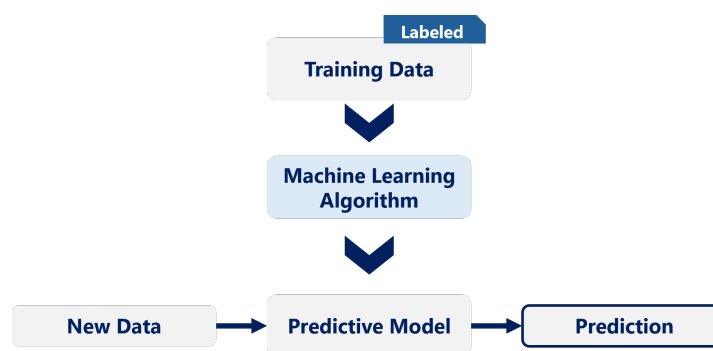 Labeled
Training Data
Machine Learning
Algorithm
New Data
Predictive Model
Prediction